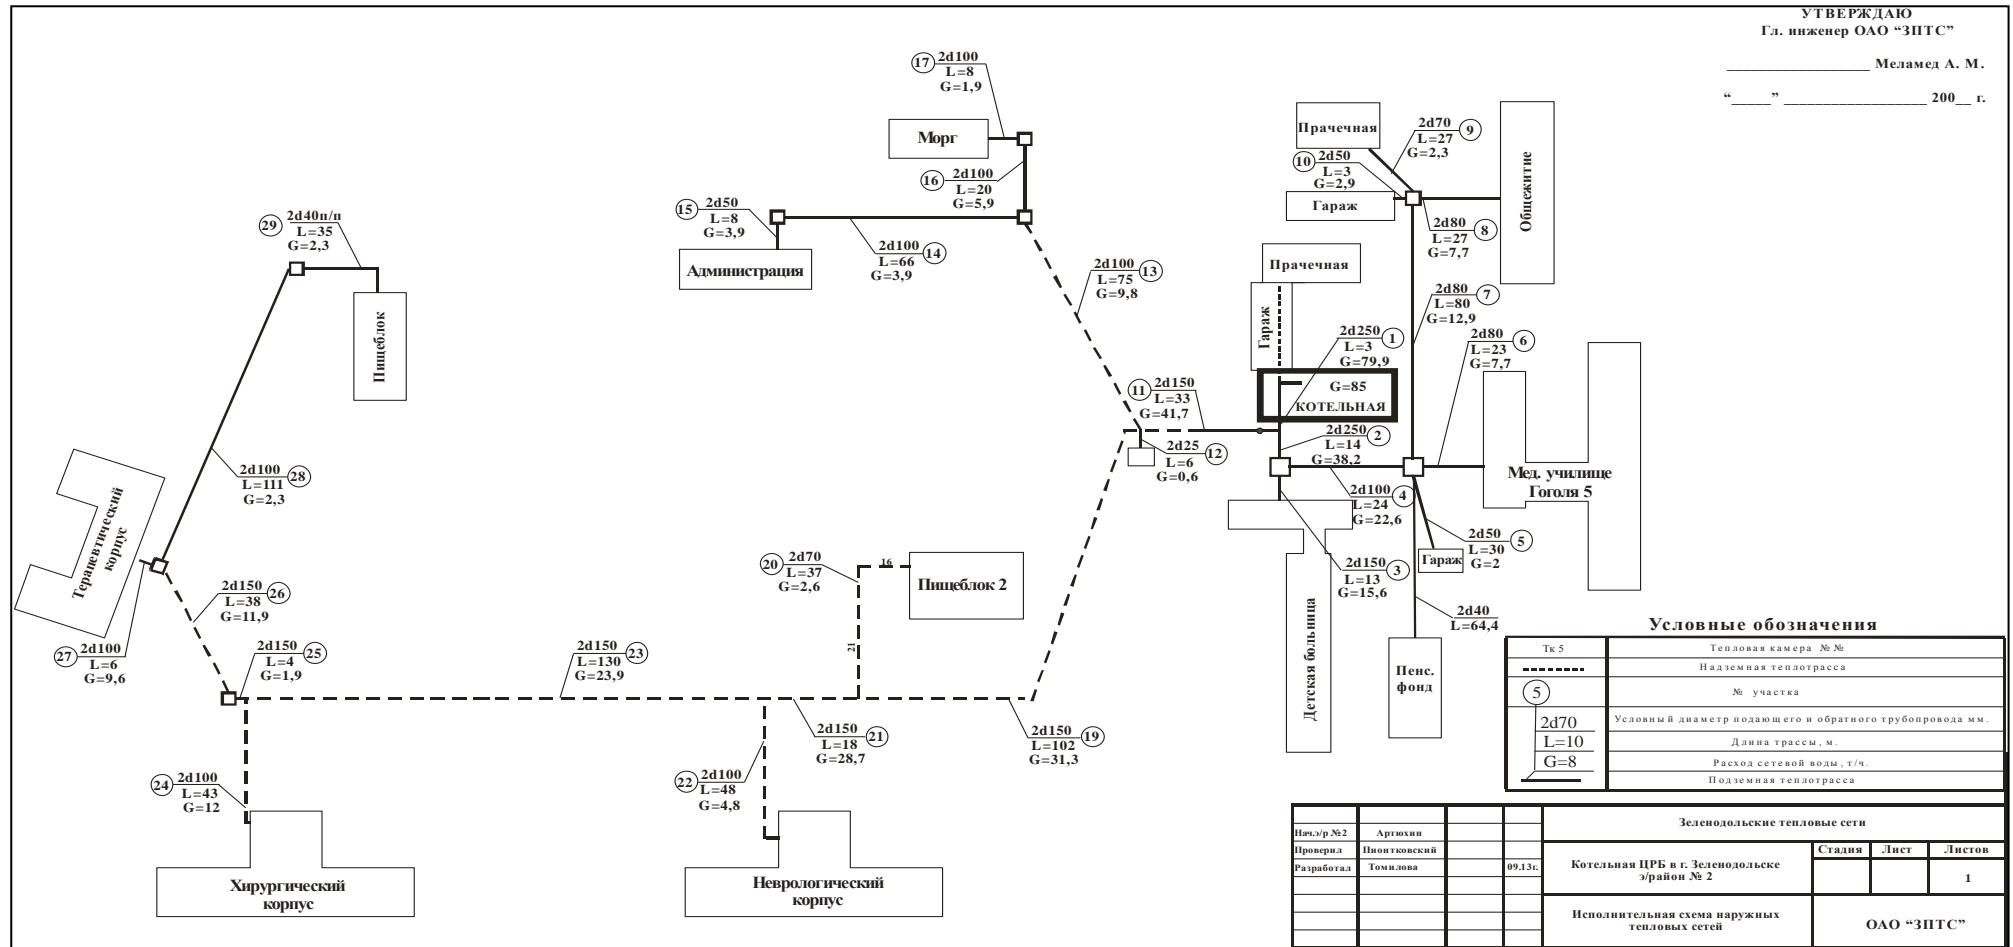 УТВЕРЖДАЮ
Гл. инженер ОАО “ЗПТС”
__________________ Меламед А. М.
“_____” __________________ 200__ г.
17
2d100
L=8
G=1,9
Морг
16
2d100
L=20
G=5,9
15
2d50
L=8
G=3,9
Администрация
2d100
14
L=66
G=3,9
2d100
13
L=75
G=9,8
29
2d40п/п
L=35
G=2,3
Пищеблок
2d100
28
L=111
G=2,3
Терапевтический
корпус
2d150
26
L=38
G=11,9
27
2d100
L=6
G=9,6
2d150
25
L=4
G=1,9
2d150
23
L=130
G=23,9
20
2d70
L=37
G=2,6
16
21
Пищеблок 2
2d150
21
L=18
G=28,7
2d150
19
L=102
G=31,3
24
2d100
L=43
G=12
22
2d100
L=48
G=4,8
Хирургический
корпус
Неврологический
корпус
11
2d150
L=33
G=41,7
2d25
12
L=6
G=0,6
Прачечная
2d70
9
L=27
G=2,3
10
2d50
L=3
G=2,9
Гараж
Общежитие
2d80
8
L=27
G=7,7
Прачечная
Гараж
2d80
7
L=80
G=12,9
2d250
1
L=3
G=79,9
2d80
6
L=23
G=7,7
G=85
КОТЕЛЬНАЯ
2d250
2
L=14
G=38,2
Мед. училище
Гоголя 5
2d100
4
L=24
G=22,6
2d50
5
L=30
G=2
Гараж
2d150
3
L=13
G=15,6
2d40
L=64,4
Детская больница
Пенс.
фонд
Условные обозначения
Тк 5
Тепловая камера №№
Надземная теплотрасса
5
№ участка
2d70
Условный диаметр подающего и обратного трубопровода мм.
L=10
Длина трассы, м.
G=8
Расход сетевой воды, т/ч.
Подземная теплотрасса
Зеленодольские тепловые сети
Нач.э/р №2 Артюхин
Проверил Пионтковский
Разработал Томилова 09.13г.
Котельная ЦРБ в г. Зеленодольске
э/район № 2
Стадия Лист Листов
1
Исполнительная схема наружных
тепловых сетей
ОАО “ЗПТС”